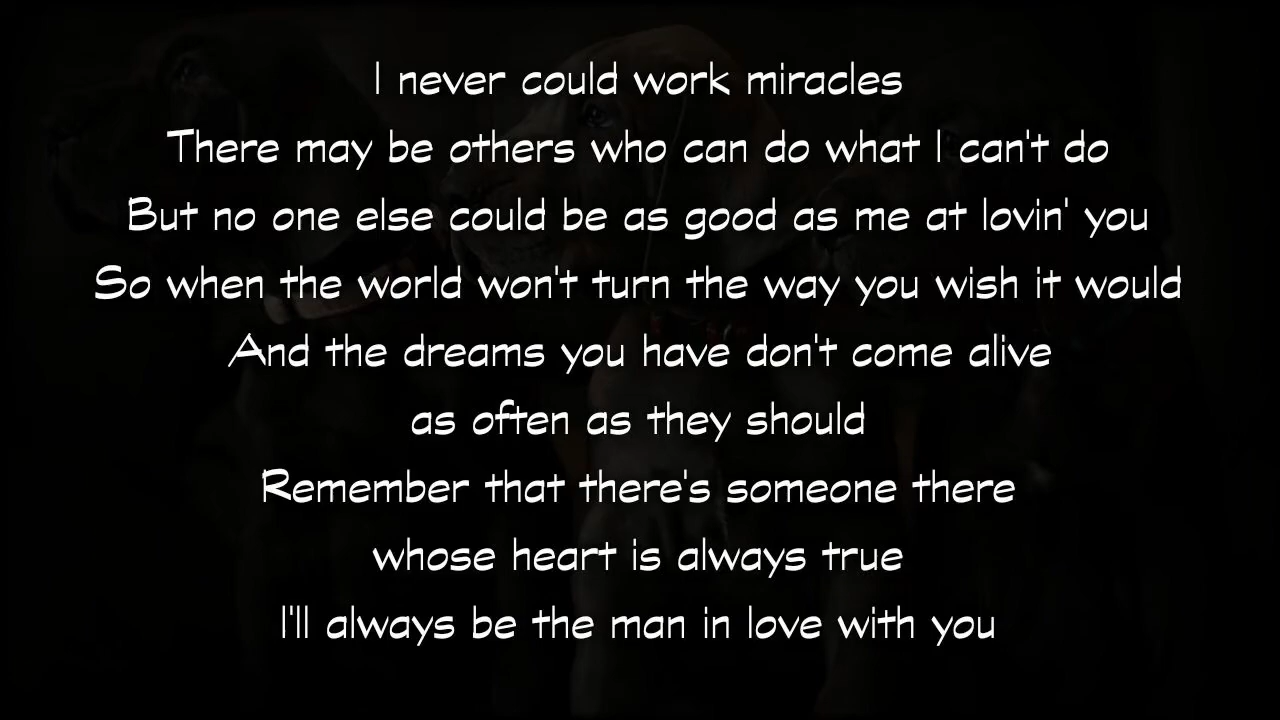 I never could work miracles
There may be others who can do what I can't do
But no one else could be as good as me at lovin' you
So when the world won't turn the way you wish it would
And the dreams you have don't come alive
as often as they should
Remember that there's someone there
whose heart is always true
I'll always be the man in love with you